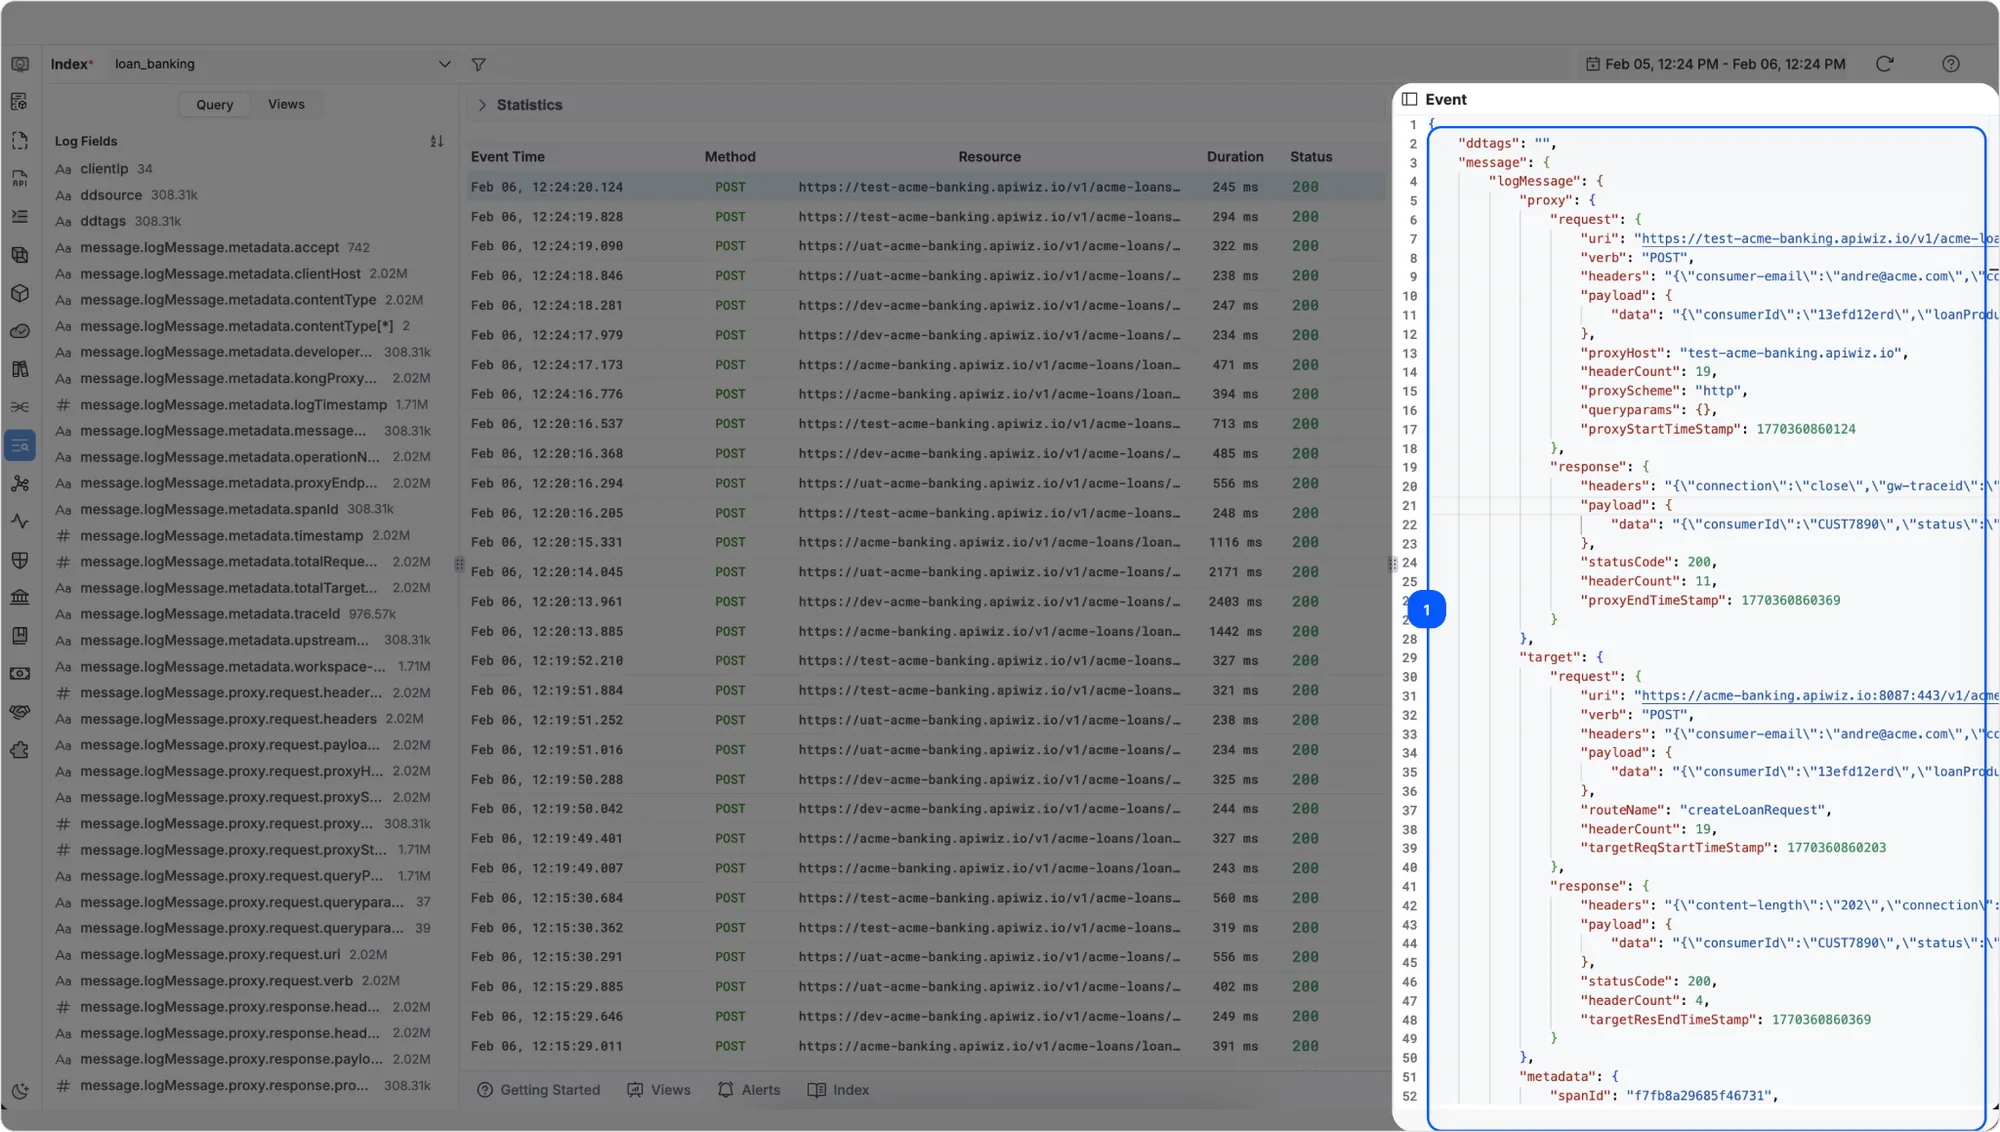 Index* loan_banking
Feb 05, 12:24 PM - Feb 06, 12:24 PM
Query Views
Log Fields
Aa clientIp 34
Aa ddsource 308.31k
Aa ddtags 308.31k
Aa message.logMessage.metadata.accept 742
Aa message.logMessage.metadata.clientHost 2.02M
Aa message.logMessage.metadata.contentType 2.02M
Aa message.logMessage.metadata.contentType[*] 2
Aa message.logMessage.metadata.developer... 308.31k
Aa message.logMessage.metadata.kongProxy... 2.02M
# message.logMessage.metadata.logTimestamp 1.71M
Aa message.logMessage.metadata.message... 308.31k
Aa message.logMessage.metadata.operationN... 2.02M
Aa message.logMessage.metadata.proxyEndp... 2.02M
Aa message.logMessage.metadata.spanId 308.31k
# message.logMessage.metadata.timestamp 2.02M
# message.logMessage.metadata.totalReque... 2.02M
Aa message.logMessage.metadata.totalTarget... 2.02M
Aa message.logMessage.metadata.traceId 976.57k
Aa message.logMessage.metadata.upstream... 308.31k
Aa message.logMessage.metadata.workspace-... 1.71M
# message.logMessage.proxy.request.header... 2.02M
Aa message.logMessage.proxy.request.headers 2.02M
Aa message.logMessage.proxy.request.payloa... 2.02M
Aa message.logMessage.proxy.request.proxyH... 2.02M
Aa message.logMessage.proxy.request.proxyS... 2.02M
# message.logMessage.proxy.request.proxy... 308.31k
# message.logMessage.proxy.request.proxySt... 1.71M
Aa message.logMessage.proxy.request.queryP... 1.71M
Aa message.logMessage.proxy.request.querypara... 37
Aa message.logMessage.proxy.request.querypara... 39
Aa message.logMessage.proxy.request.uri 2.02M
Aa message.logMessage.proxy.request.verb 2.02M
# message.logMessage.proxy.response.head... 2.02M
Aa message.logMessage.proxy.response.head... 2.02M
Aa message.logMessage.proxy.response.paylo... 2.02M
# message.logMessage.proxy.response.pro... 308.31k
Statistics
Event Time Method Resource Duration Status
Feb 06, 12:24:20.124 POST https://test-acme-banking.apiwiz.io/v1/acme-loans… 245 ms 200
Feb 06, 12:24:19.828 POST https://test-acme-banking.apiwiz.io/v1/acme-loans… 294 ms 200
Feb 06, 12:24:19.090 POST https://uat-acme-banking.apiwiz.io/v1/acme-loans/… 322 ms 200
Feb 06, 12:24:18.846 POST https://uat-acme-banking.apiwiz.io/v1/acme-loans/… 238 ms 200
Feb 06, 12:24:18.281 POST https://dev-acme-banking.apiwiz.io/v1/acme-loans/… 247 ms 200
Feb 06, 12:24:17.979 POST https://dev-acme-banking.apiwiz.io/v1/acme-loans/… 234 ms 200
Feb 06, 12:24:17.173 POST https://acme-banking.apiwiz.io/v1/acme-loans/loan… 471 ms 200
Feb 06, 12:24:16.776 POST https://acme-banking.apiwiz.io/v1/acme-loans/loan… 394 ms 200
Feb 06, 12:20:16.537 POST https://test-acme-banking.apiwiz.io/v1/acme-loans… 713 ms 200
Feb 06, 12:20:16.368 POST https://dev-acme-banking.apiwiz.io/v1/acme-loans/… 485 ms 200
Feb 06, 12:20:16.294 POST https://uat-acme-banking.apiwiz.io/v1/acme-loans/… 556 ms 200
Feb 06, 12:20:16.205 POST https://test-acme-banking.apiwiz.io/v1/acme-loans… 248 ms 200
Feb 06, 12:20:15.331 POST https://acme-banking.apiwiz.io/v1/acme-loans/loan… 1116 ms 200
Feb 06, 12:20:14.045 POST https://uat-acme-banking.apiwiz.io/v1/acme-loans/… 2171 ms 200
Feb 06, 12:20:13.961 POST https://dev-acme-banking.apiwiz.io/v1/acme-loans/… 2403 ms 200
Feb 06, 12:20:13.885 POST https://acme-banking.apiwiz.io/v1/acme-loans/loan… 1442 ms 200
Feb 06, 12:19:52.210 POST https://test-acme-banking.apiwiz.io/v1/acme-loans… 327 ms 200
Feb 06, 12:19:51.884 POST https://test-acme-banking.apiwiz.io/v1/acme-loans… 321 ms 200
Feb 06, 12:19:51.252 POST https://uat-acme-banking.apiwiz.io/v1/acme-loans/… 238 ms 200
Feb 06, 12:19:51.016 POST https://uat-acme-banking.apiwiz.io/v1/acme-loans/… 234 ms 200
Feb 06, 12:19:50.288 POST https://dev-acme-banking.apiwiz.io/v1/acme-loans/… 325 ms 200
Feb 06, 12:19:50.042 POST https://dev-acme-banking.apiwiz.io/v1/acme-loans/… 244 ms 200
Feb 06, 12:19:49.401 POST https://acme-banking.apiwiz.io/v1/acme-loans/loan… 327 ms 200
Feb 06, 12:19:49.007 POST https://acme-banking.apiwiz.io/v1/acme-loans/loan… 243 ms 200
Feb 06, 12:15:30.684 POST https://test-acme-banking.apiwiz.io/v1/acme-loans… 560 ms 200
Feb 06, 12:15:30.362 POST https://test-acme-banking.apiwiz.io/v1/acme-loans… 319 ms 200
Feb 06, 12:15:30.291 POST https://uat-acme-banking.apiwiz.io/v1/acme-loans/… 556 ms 200
Feb 06, 12:15:29.885 POST https://uat-acme-banking.apiwiz.io/v1/acme-loans/… 402 ms 200
Feb 06, 12:15:29.646 POST https://dev-acme-banking.apiwiz.io/v1/acme-loans/… 249 ms 200
Feb 06, 12:15:29.011 POST https://acme-banking.apiwiz.io/v1/acme-loans/loan… 391 ms 200
Getting Started Views Alerts Index
Event
1 {
2 "ddtags": "",
3 "message": {
4 "logMessage": {
5 "proxy": {
6 "request": {
7 "uri": "https://test-acme-banking.apiwiz.io/v1/acme-loa
8 "verb": "POST",
9 "headers": "{\"consumer-email\":\"andre@acme.com\",\"co
10 "payload": {
11 "data": "{\"consumerId\":\"13efd12erd\",\"loanProdu
12 },
13 "proxyHost": "test-acme-banking.apiwiz.io",
14 "headerCount": 19,
15 "proxyScheme": "http",
16 "queryparams": {},
17 "proxyStartTimeStamp": 1770360860124
18 },
19 "response": {
20 "headers": "{\"connection\":\"close\",\"gw-traceid\":\"
21 "payload": {
22 "data": "{\"consumerId\":\"CUST7890\",\"status\":\"
23 },
24 "statusCode": 200,
25 "headerCount": 11,
2 "proxyEndTimeStamp": 1770360860369
1
2 }
28 },
29 "target": {
30 "request": {
31 "uri": "https://acme-banking.apiwiz.io:8087:443/v1/acme
32 "verb": "POST",
33 "headers": "{\"consumer-email\":\"andre@acme.com\",\"co
34 "payload": {
35 "data": "{\"consumerId\":\"13efd12erd\",\"loanProdu
36 },
37 "routeName": "createLoanRequest",
38 "headerCount": 19,
39 "targetReqStartTimeStamp": 1770360860203
40 },
41 "response": {
42 "headers": "{\"content-length\":\"202\",\"connection\":
43 "payload": {
44 "data": "{\"consumerId\":\"CUST7890\",\"status\":\"
45 },
46 "statusCode": 200,
47 "headerCount": 4,
48 "targetResEndTimeStamp": 1770360860369
49 }
50 },
51 "metadata": {
52 "spanId": "f7fb8a29685f46731",